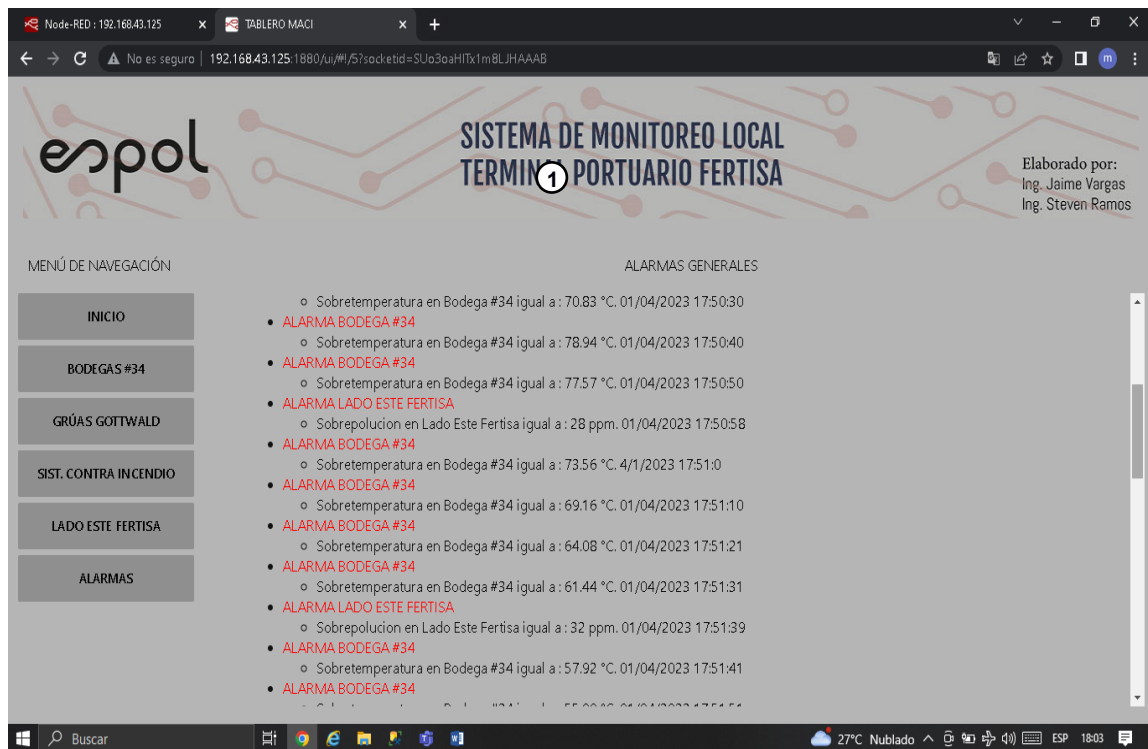 Node-RED : 192.168.43.125
TABLERO MACI
No es seguro
192.168.43.125:1880/ui/#!/5?socketid=SUo3oaHITx1m8LJHAAAB
m
espol
SISTEMA DE MONITOREO LOCAL
TERMINAL PORTUARIO FERTISA
1
Elaborado por:
Ing. Jaime Vargas
Ing. Steven Ramos
MENÚ DE NAVEGACIÓN
INICIO
BODEGAS #34
GRÚAS GOTTWALD
SIST. CONTRA INCENDIO
LADO ESTE FERTISA
ALARMAS
ALARMAS GENERALES
Sobretemperatura en Bodega #34 igual a : 70.83 °C. 01/04/2023 17:50:30
ALARMA BODEGA #34
Sobretemperatura en Bodega #34 igual a : 78.94 °C. 01/04/2023 17:50:40
ALARMA BODEGA #34
Sobretemperatura en Bodega #34 igual a : 77.57 °C. 01/04/2023 17:50:50
ALARMA LADO ESTE FERTISA
Sobrepolucion en Lado Este Fertisa igual a : 28 ppm. 01/04/2023 17:50:58
ALARMA BODEGA #34
Sobretemperatura en Bodega #34 igual a : 73.56 °C. 4/1/2023 17:51:0
ALARMA BODEGA #34
Sobretemperatura en Bodega #34 igual a : 69.16 °C. 01/04/2023 17:51:10
ALARMA BODEGA #34
Sobretemperatura en Bodega #34 igual a : 64.08 °C. 01/04/2023 17:51:21
ALARMA BODEGA #34
Sobretemperatura en Bodega #34 igual a : 61.44 °C. 01/04/2023 17:51:31
ALARMA LADO ESTE FERTISA
Sobrepolucion en Lado Este Fertisa igual a : 32 ppm. 01/04/2023 17:51:39
ALARMA BODEGA #34
Sobretemperatura en Bodega #34 igual a : 57.92 °C. 01/04/2023 17:51:41
ALARMA BODEGA #34
Buscar
27°C Nublado
ESP
18:03